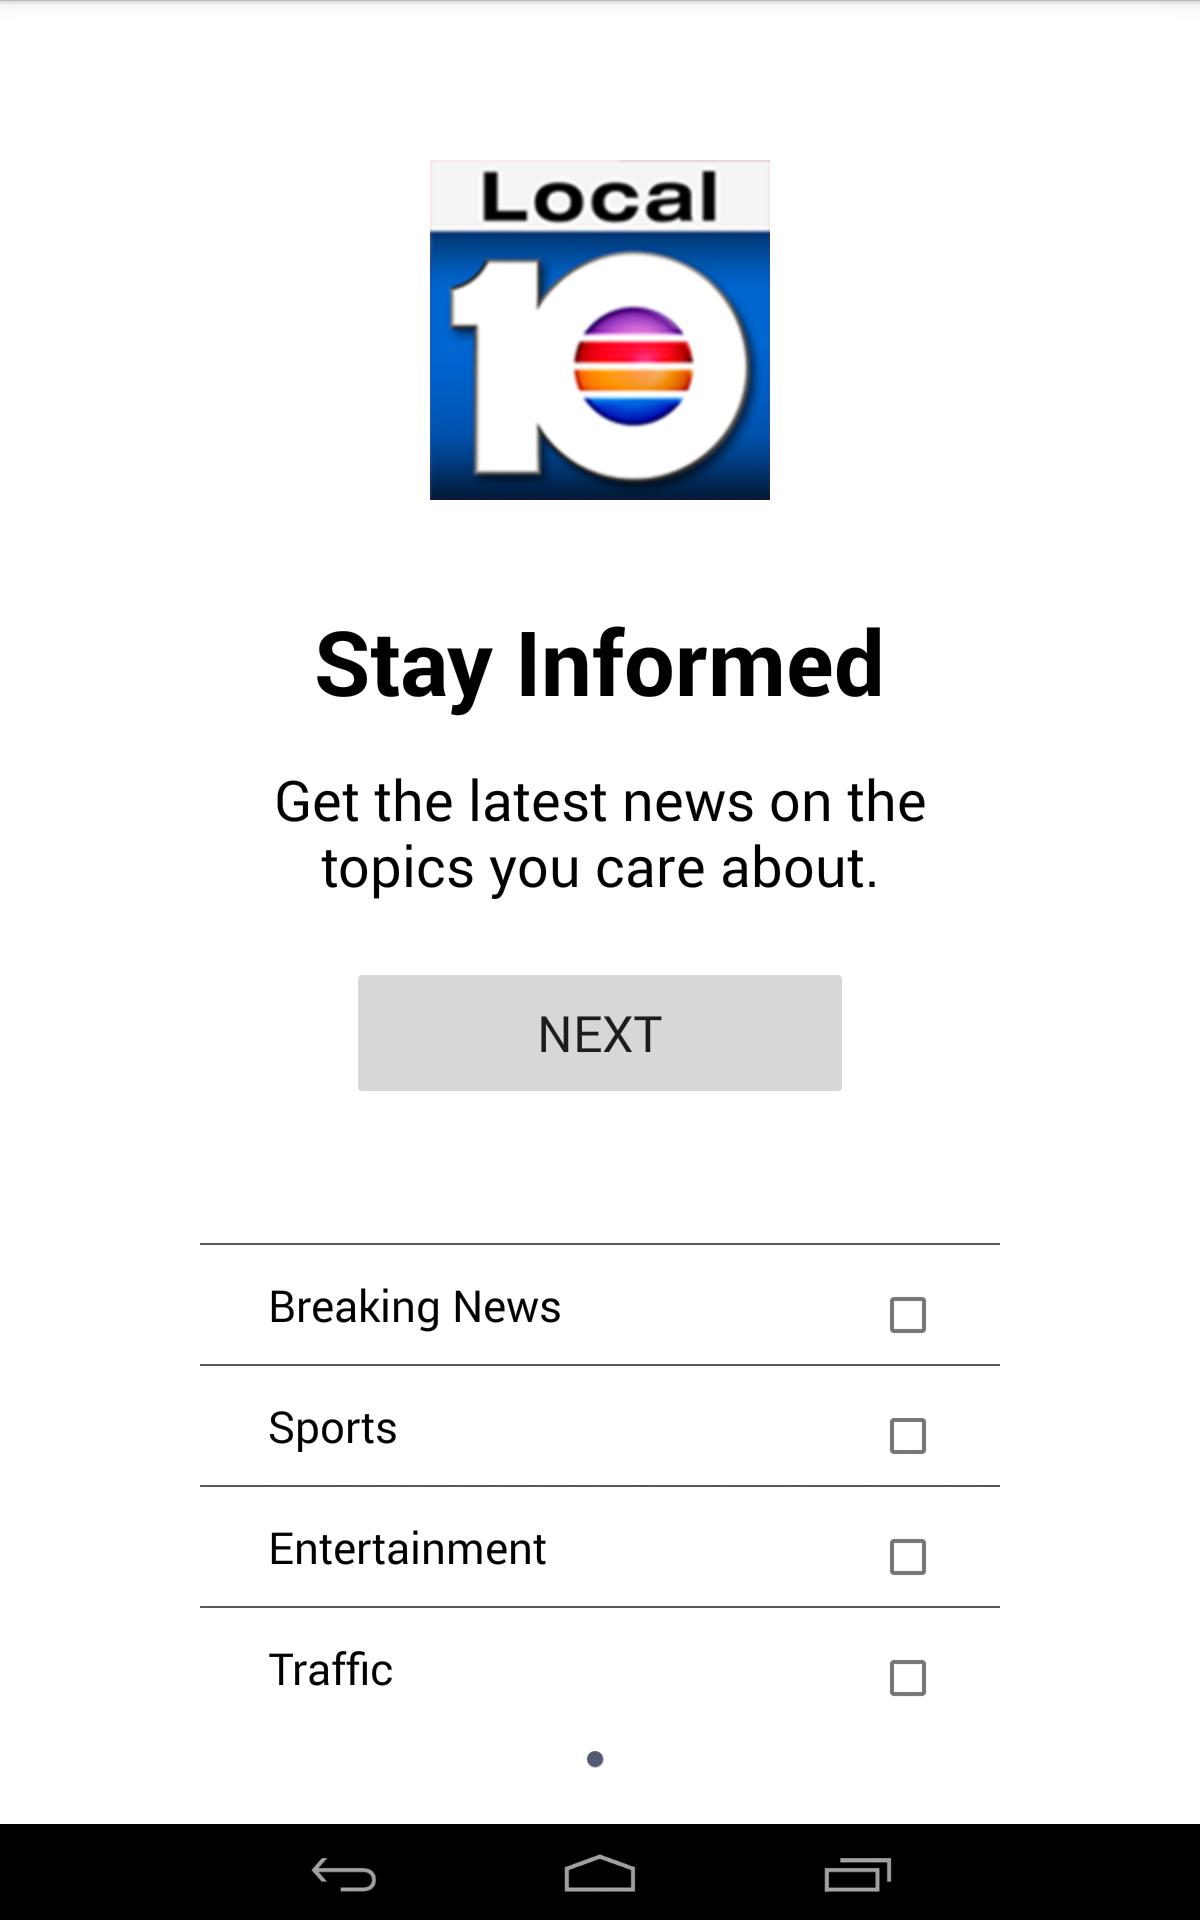 Local
10
Stay Informed
Get the latest news on the
topics you care about.
NEXT
Breaking News
Sports
Entertainment
Traffic